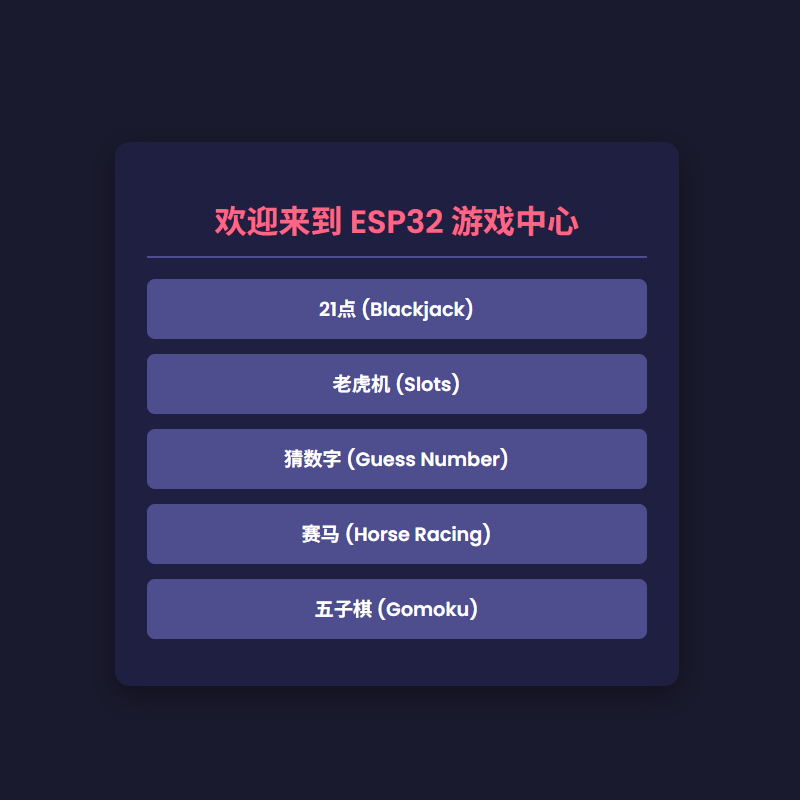 欢迎来到 ESP32 游戏中心
21点 (Blackjack)
老虎机 (Slots)
猜数字 (Guess Number)
赛马 (Horse Racing)
五子棋 (Gomoku)